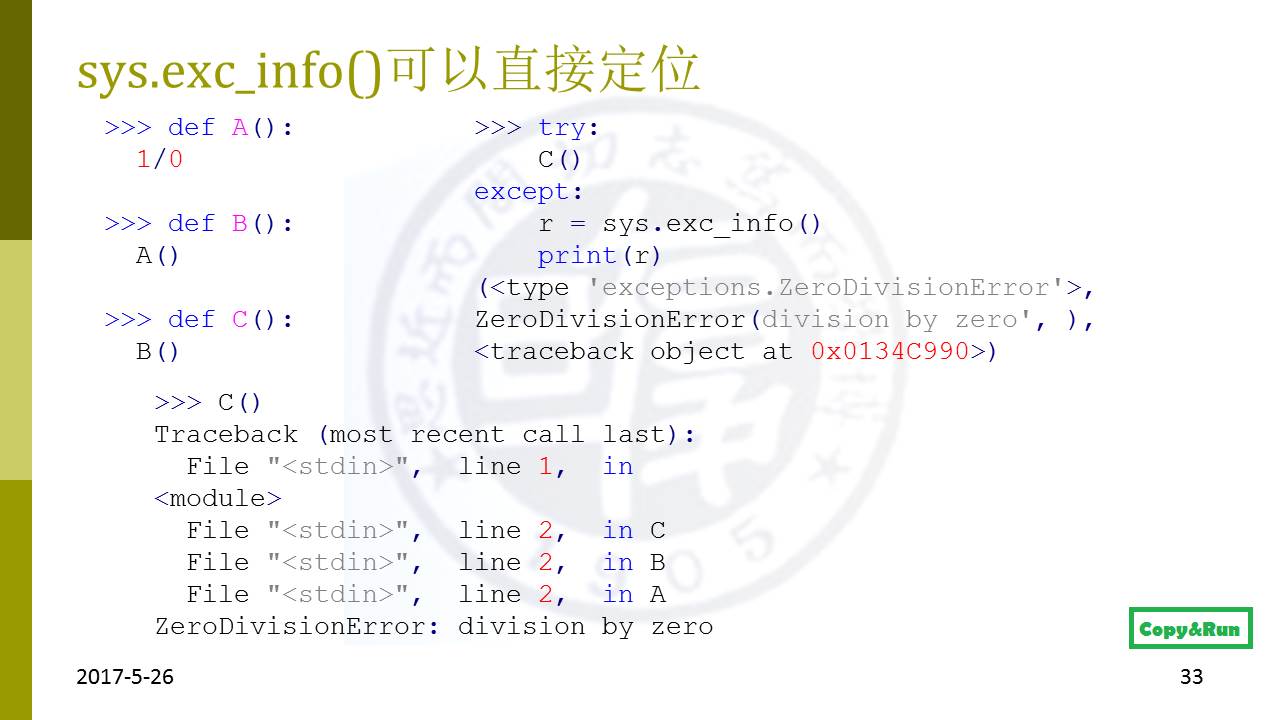 sys.exc_info()可以直接定位
>>> def A():
  1/0
>>> def B():
  A()
>>> def C():
  B()
>>> try:
    C()
except:
    r = sys.exc_info()
    print(r)
(<type 'exceptions.ZeroDivisionError'>,
ZeroDivisionError(division by zero', ),
<traceback object at 0x0134C990>)
>>> C()
Traceback (most recent call last):
  File "<stdin>", line 1, in
<module>
  File "<stdin>", line 2, in C
  File "<stdin>", line 2, in B
  File "<stdin>", line 2, in A
ZeroDivisionError: division by zero
Copy&Run
2017-5-26
33